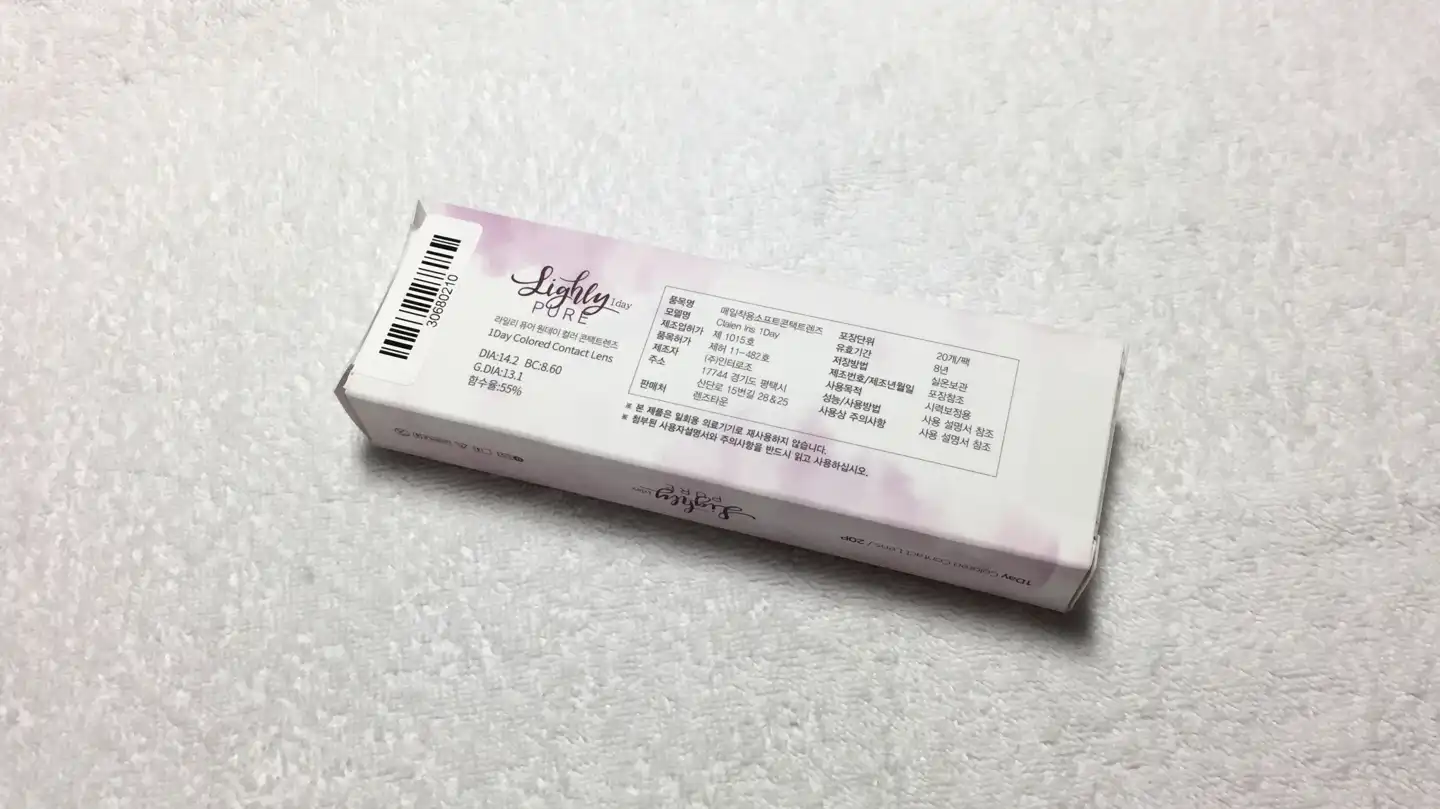 30680210
Lighly 1day
PURE
라일리 퓨어 원데이 컬러 콘택트렌즈
1Day Colored Contact Lens
DIA:14.2 BC:8.60
G.DIA:13.1
함수율:55%
품목명 매일착용소프트콘택트렌즈
모델명 Clalen Iris 1Day
제조업허가 제 1015호
품목허가 제허 11-482호
제조자 (주)인터로조
주소 17744 경기도 평택시
산단로 15번길 28&25
판매처 렌즈타운
포장단위 20개/팩
유효기간 8년
저장방법 실온보관
제조번호/제조년월일 포장참조
사용목적 시력보정용
성능/사용방법 사용 설명서 참조
사용상 주의사항 사용 설명서 참조
※ 본 제품은 일회용 의료기기로 재사용하지 않습니다.
※ 첨부된 사용자설명서와 주의사항을 반드시 읽고 사용하십시오.
Lighly 1day
PURE
1Day Colored Contact Lens / 20P